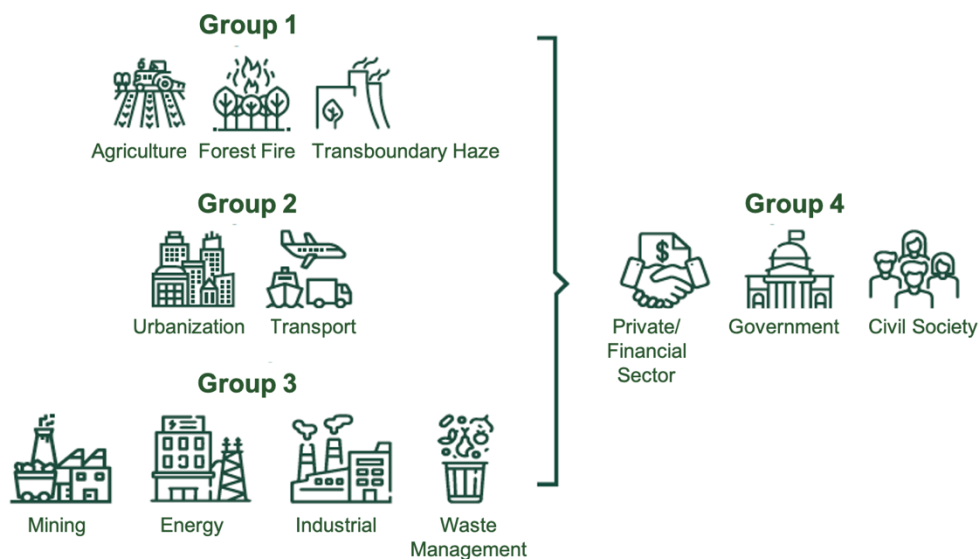 Group 1
Agriculture Forest Fire Transboundary Haze
Group 2
Urbanization Transport
Group 3
Mining Energy Industrial Waste
Management
Group 4
$
Private/ Government Civil Society
Financial
Sector